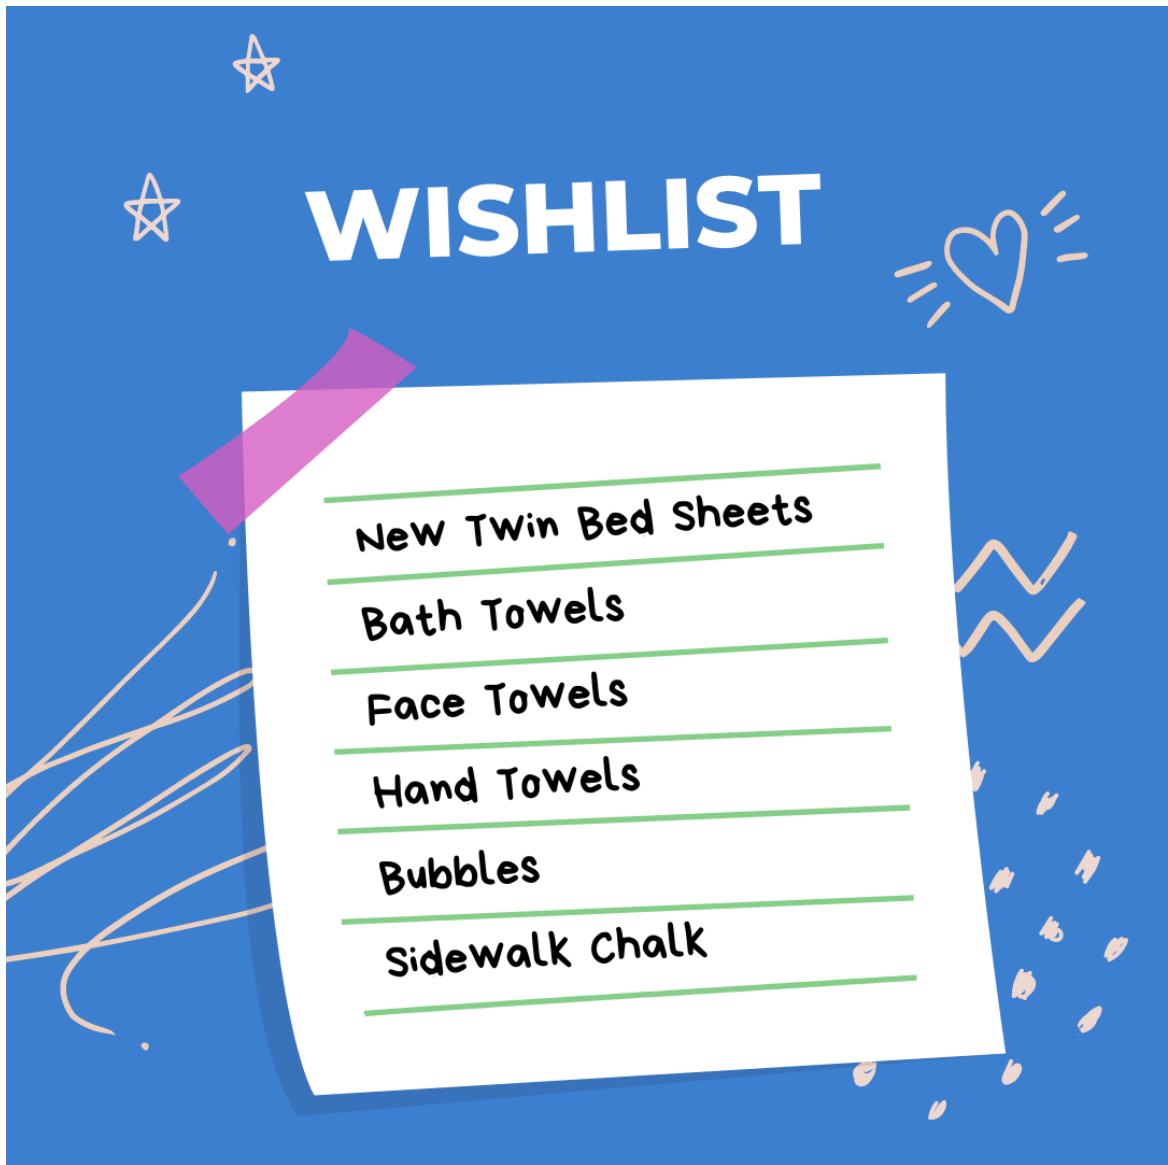 WISHLIST
New Twin Bed Sheets
Bath Towels
Face Towels
Hand Towels
Bubbles
Sidewalk Chalk